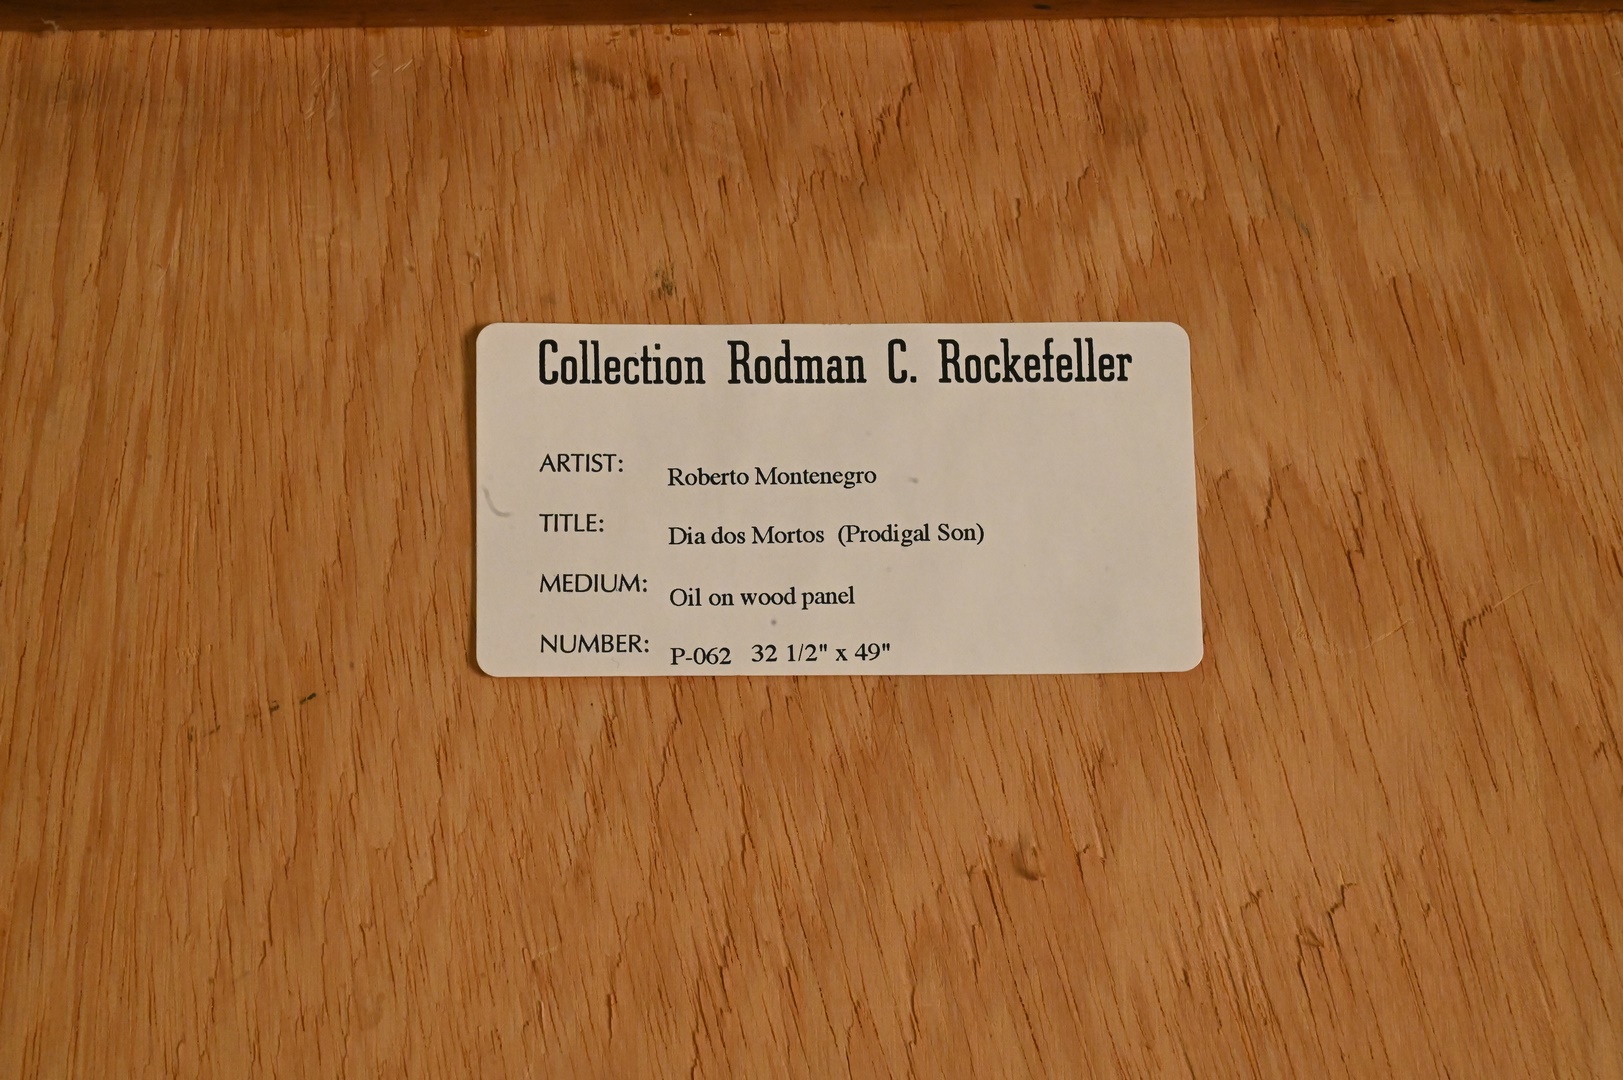 Collection Rodman C. Rockefeller
ARTIST: Roberto Montenegro
TITLE: Dia dos Mortos (Prodigal Son)
MEDIUM: Oil on wood panel
NUMBER: P-062 32 1/2" x 49"